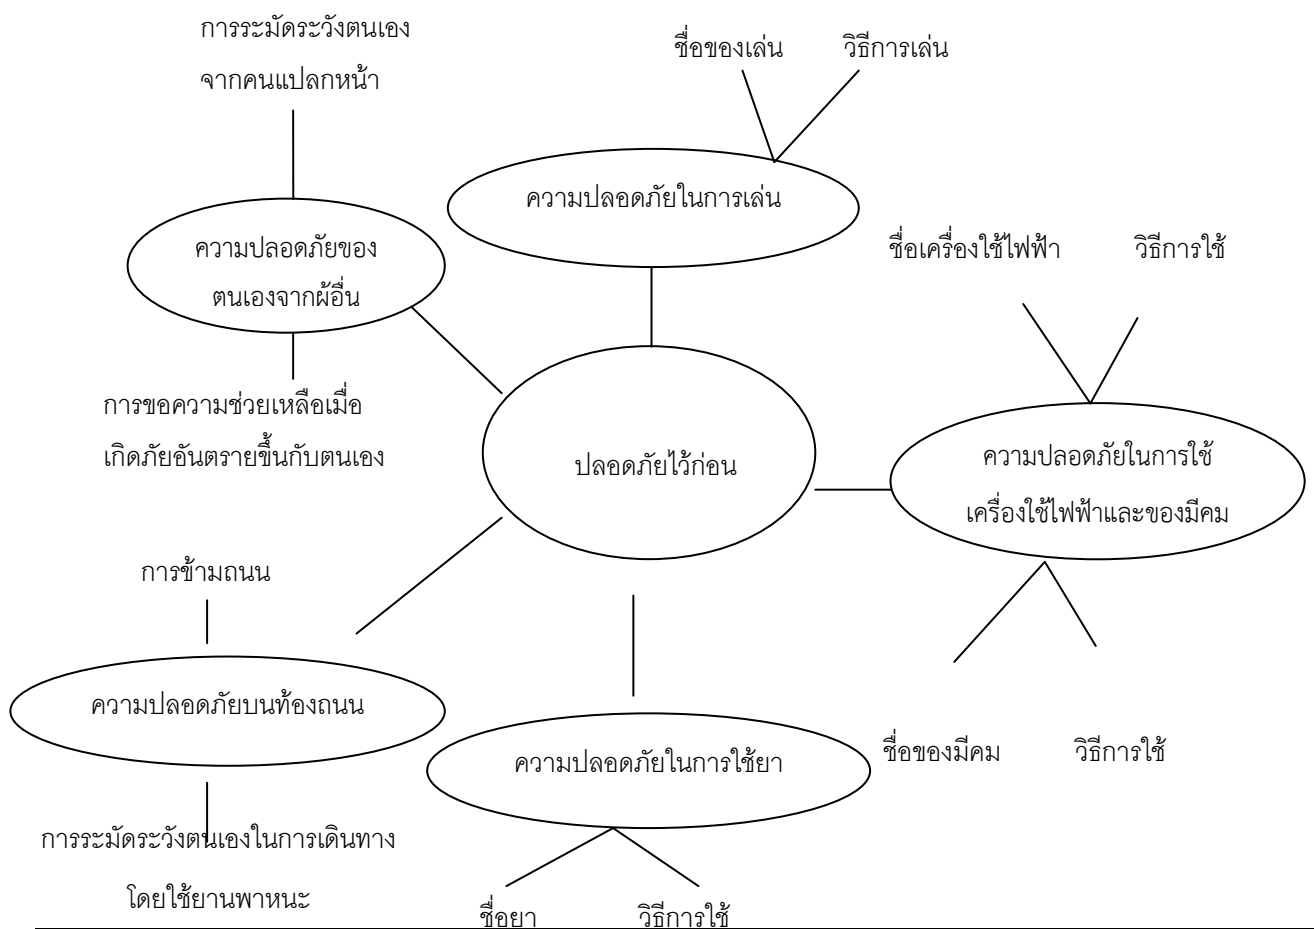 การระมัดระวังตนเอง
จากคนแปลกหน้า
ชื่อของเล่น
วิธีการเล่น
ความปลอดภัยในการเล่น
ความปลอดภัยของ
ตนเองจากผู้อื่น
ชื่อเครื่องใช้ไฟฟ้า
วิธีการใช้
การขอความช่วยเหลือเมื่อ
เกิดภัยอันตรายขึ้นกับตนเอง
ปลอดภัยไว้ก่อน
ความปลอดภัยในการใช้
เครื่องใช้ไฟฟ้าและของมีคม
การข้ามถนน
ความปลอดภัยบนท้องถนน
ความปลอดภัยในการใช้ยา
ชื่อของมีคม
วิธีการใช้
การระมัดระวังตนเองในการเดินทาง
โดยใช้ยานพาหนะ
ชื่อยา
วิธีการใช้